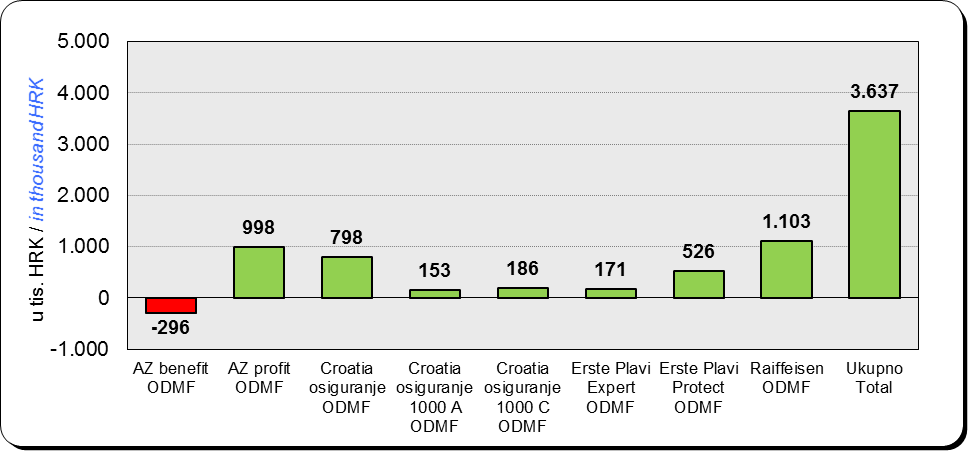 u tis. HRK / in thousand HRK
5.000
4.000
3.000
2.000
1.000
0
-1.000
-296
998
798
153
186
171
526
1.103
3.637
AZ benefit
ODMF
AZ profit
ODMF
Croatia
osiguranje
ODMF
Croatia
osiguranje
1000 A
ODMF
Croatia
osiguranje
1000 C
ODMF
Erste Plavi
Expert
ODMF
Erste Plavi
Protect
ODMF
Raiffeisen
ODMF
Ukupno
Total